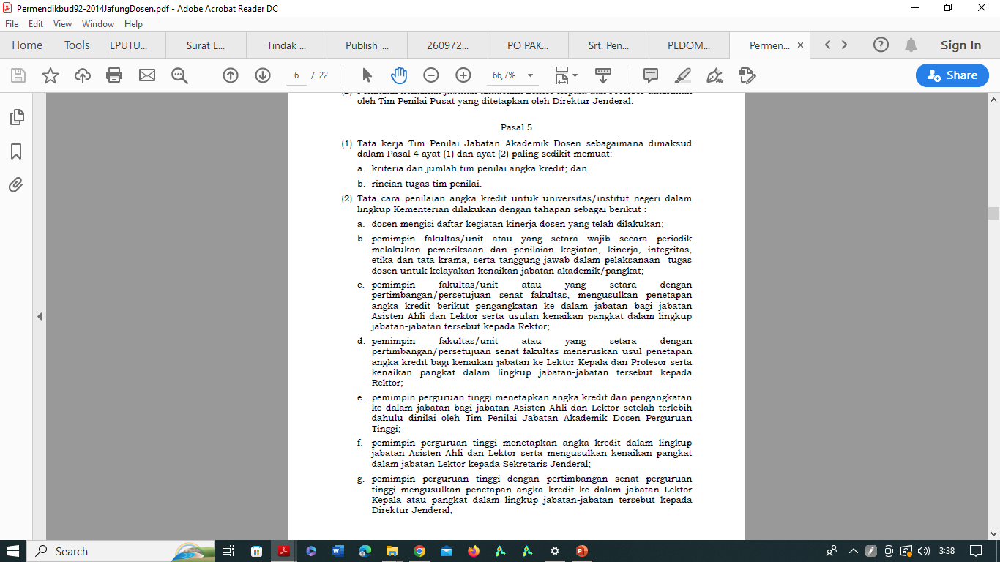 Permendikbud92-2014JafungDosen.pdf - Adobe Acrobat Reader DC
File Edit View Window Help
Home Tools EPUTU... Surat E... Tindak ... Publish_... 260972... PO PAK... Srt. Pen... PEDOM... Permen... × Sign In
6 / 22 66,7% Share
oleh Tim Penilai Pusat yang ditetapkan oleh Direktur Jenderal.
Pasal 5
(1) Tata kerja Tim Penilai Jabatan Akademik Dosen sebagaimana dimaksud
dalam Pasal 4 ayat (1) dan ayat (2) paling sedikit memuat:
a. kriteria dan jumlah tim penilai angka kredit; dan
b. rincian tugas tim penilai.
(2) Tata cara penilaian angka kredit untuk universitas/institut negeri dalam
lingkup Kementerian dilakukan dengan tahapan sebagai berikut :
a. dosen mengisi daftar kegiatan kinerja dosen yang telah dilakukan;
b. pemimpin fakultas/unit atau yang setara wajib secara periodik
melakukan pemeriksaan dan penilaian kegiatan, kinerja, integritas,
etika dan tata krama, serta tanggung jawab dalam pelaksanaan tugas
dosen untuk kelayakan kenaikan jabatan akademik/pangkat;
c. pemimpin fakultas/unit atau yang setara dengan
pertimbangan/persetujuan senat fakultas, mengusulkan penetapan
angka kredit berikut pengangkatan ke dalam jabatan bagi jabatan
Asisten Ahli dan Lektor serta usulan kenaikan pangkat dalam lingkup
jabatan-jabatan tersebut kepada Rektor;
d. pemimpin fakultas/unit atau yang setara dengan
pertimbangan/persetujuan senat fakultas meneruskan usul penetapan
angka kredit bagi kenaikan jabatan ke Lektor Kepala dan Profesor serta
kenaikan pangkat dalam lingkup jabatan-jabatan tersebut kepada
Rektor;
e. pemimpin perguruan tinggi menetapkan angka kredit dan pengangkatan
ke dalam jabatan bagi jabatan Asisten Ahli dan Lektor setelah terlebih
dahulu dinilai oleh Tim Penilai Jabatan Akademik Dosen Perguruan
Tinggi;
f. pemimpin perguruan tinggi menetapkan angka kredit dalam lingkup
jabatan Asisten Ahli dan Lektor serta mengusulkan kenaikan pangkat
dalam jabatan Lektor kepada Sekretaris Jenderal;
g. pemimpin perguruan tinggi dengan pertimbangan senat perguruan
tinggi mengusulkan penetapan angka kredit ke dalam jabatan Lektor
Kepala atau pangkat dalam lingkup jabatan-jabatan tersebut kepada
Direktur Jenderal;
Search 3:38